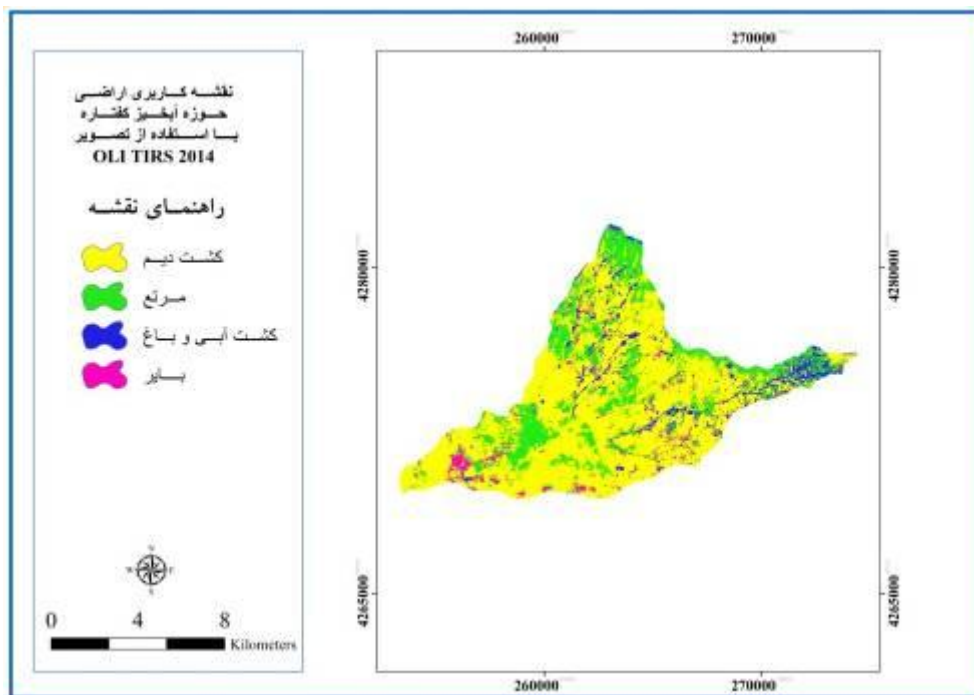 نقشه کاربری اراضی
حوزه آبخیز کفتاره
با استفاده از تصویر
OLI TIRS 2014
راهنمای نقشه
کشت دیم
مرتع
کشت آبی و باغ
بایر
N
W E
S
0 4 8
Kilometers
260000 270000
4280000 4280000
4265000 4265000
260000 270000